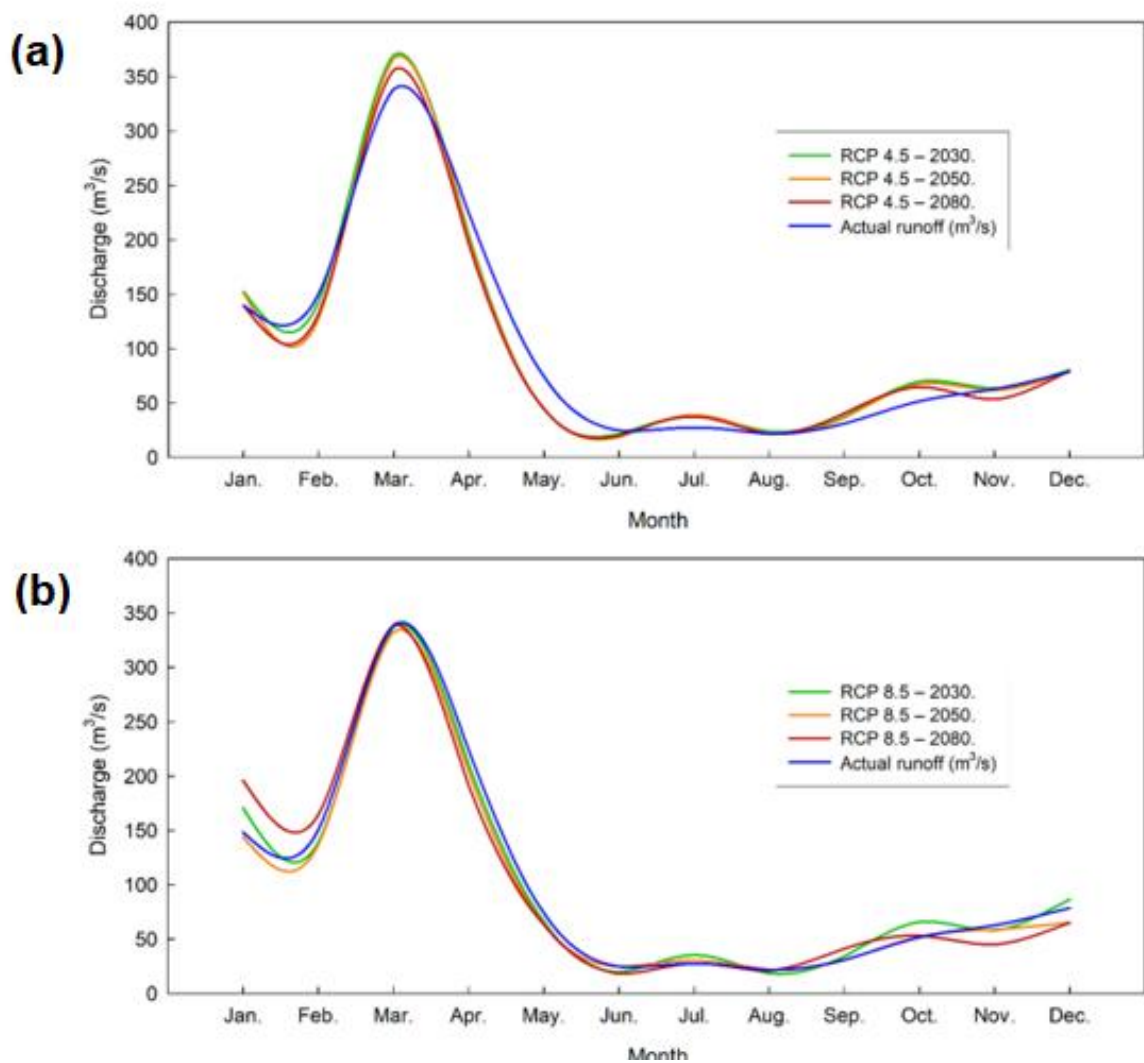 (a)
400
350
300
250
200
150
100
50
0
Discharge (m³/s)
RCP 4.5 – 2030.
RCP 4.5 – 2050.
RCP 4.5 – 2080.
Actual runoff (m³/s)
Jan. Feb. Mar. Apr. May. Jun. Jul. Aug. Sep. Oct. Nov. Dec.
Month
(b)
400
350
300
250
200
150
100
50
0
Discharge (m³/s)
RCP 8.5 – 2030.
RCP 8.5 – 2050.
RCP 8.5 – 2080.
Actual runoff (m³/s)
Jan. Feb. Mar. Apr. May. Jun. Jul. Aug. Sep. Oct. Nov. Dec.
Month